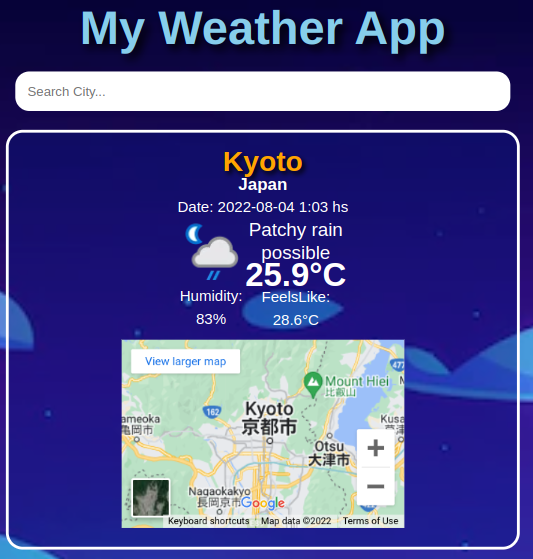 My Weather App
Search City...
Kyoto
Japan
Date: 2022-08-04 1:03 hs
Patchy rain
possible
25.9°C
Humidity:
83%
FeelsLike:
28.6°C
View larger map
477
Mount Hiei
比叡山
162
Kyoto
京都市
ameoka
亀岡市
Kusa
Otsu
大津市
Nagaokakyo
長岡京市
Google
Keyboard shortcuts
Map data ©2022
Terms of Use